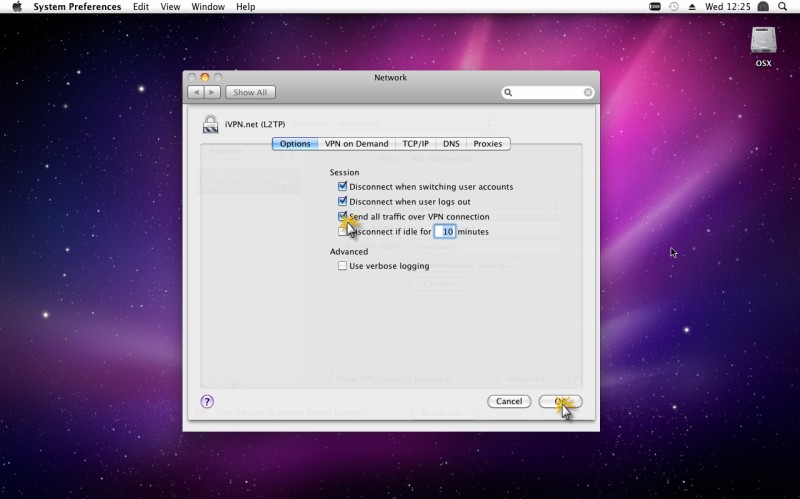 System Preferences Edit View Window Help Wed 12:25
OSX
Network
Show All
iVPN.net (L2TP)
Options VPN on Demand TCP/IP DNS Proxies
Session
Disconnect when switching user accounts
Disconnect when user logs out
Send all traffic over VPN connection
Disconnect if idle for 10 minutes
Advanced
Use verbose logging
Connect
? Cancel